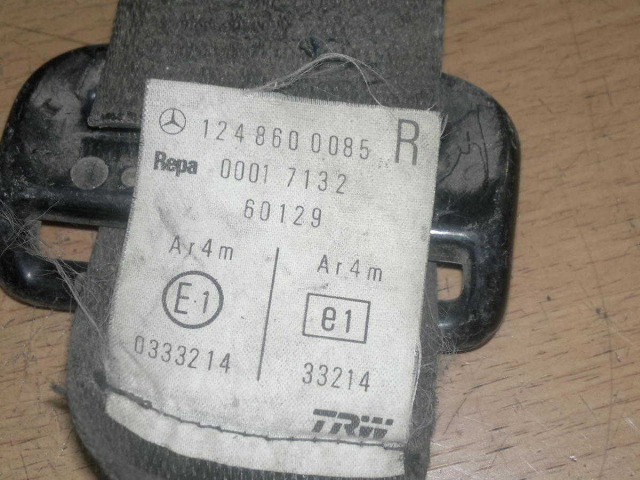 124 860 0085 R
Repa 0001 7132
60129
Ar4m Ar4m
E1 e1
0333214 33214
TRW